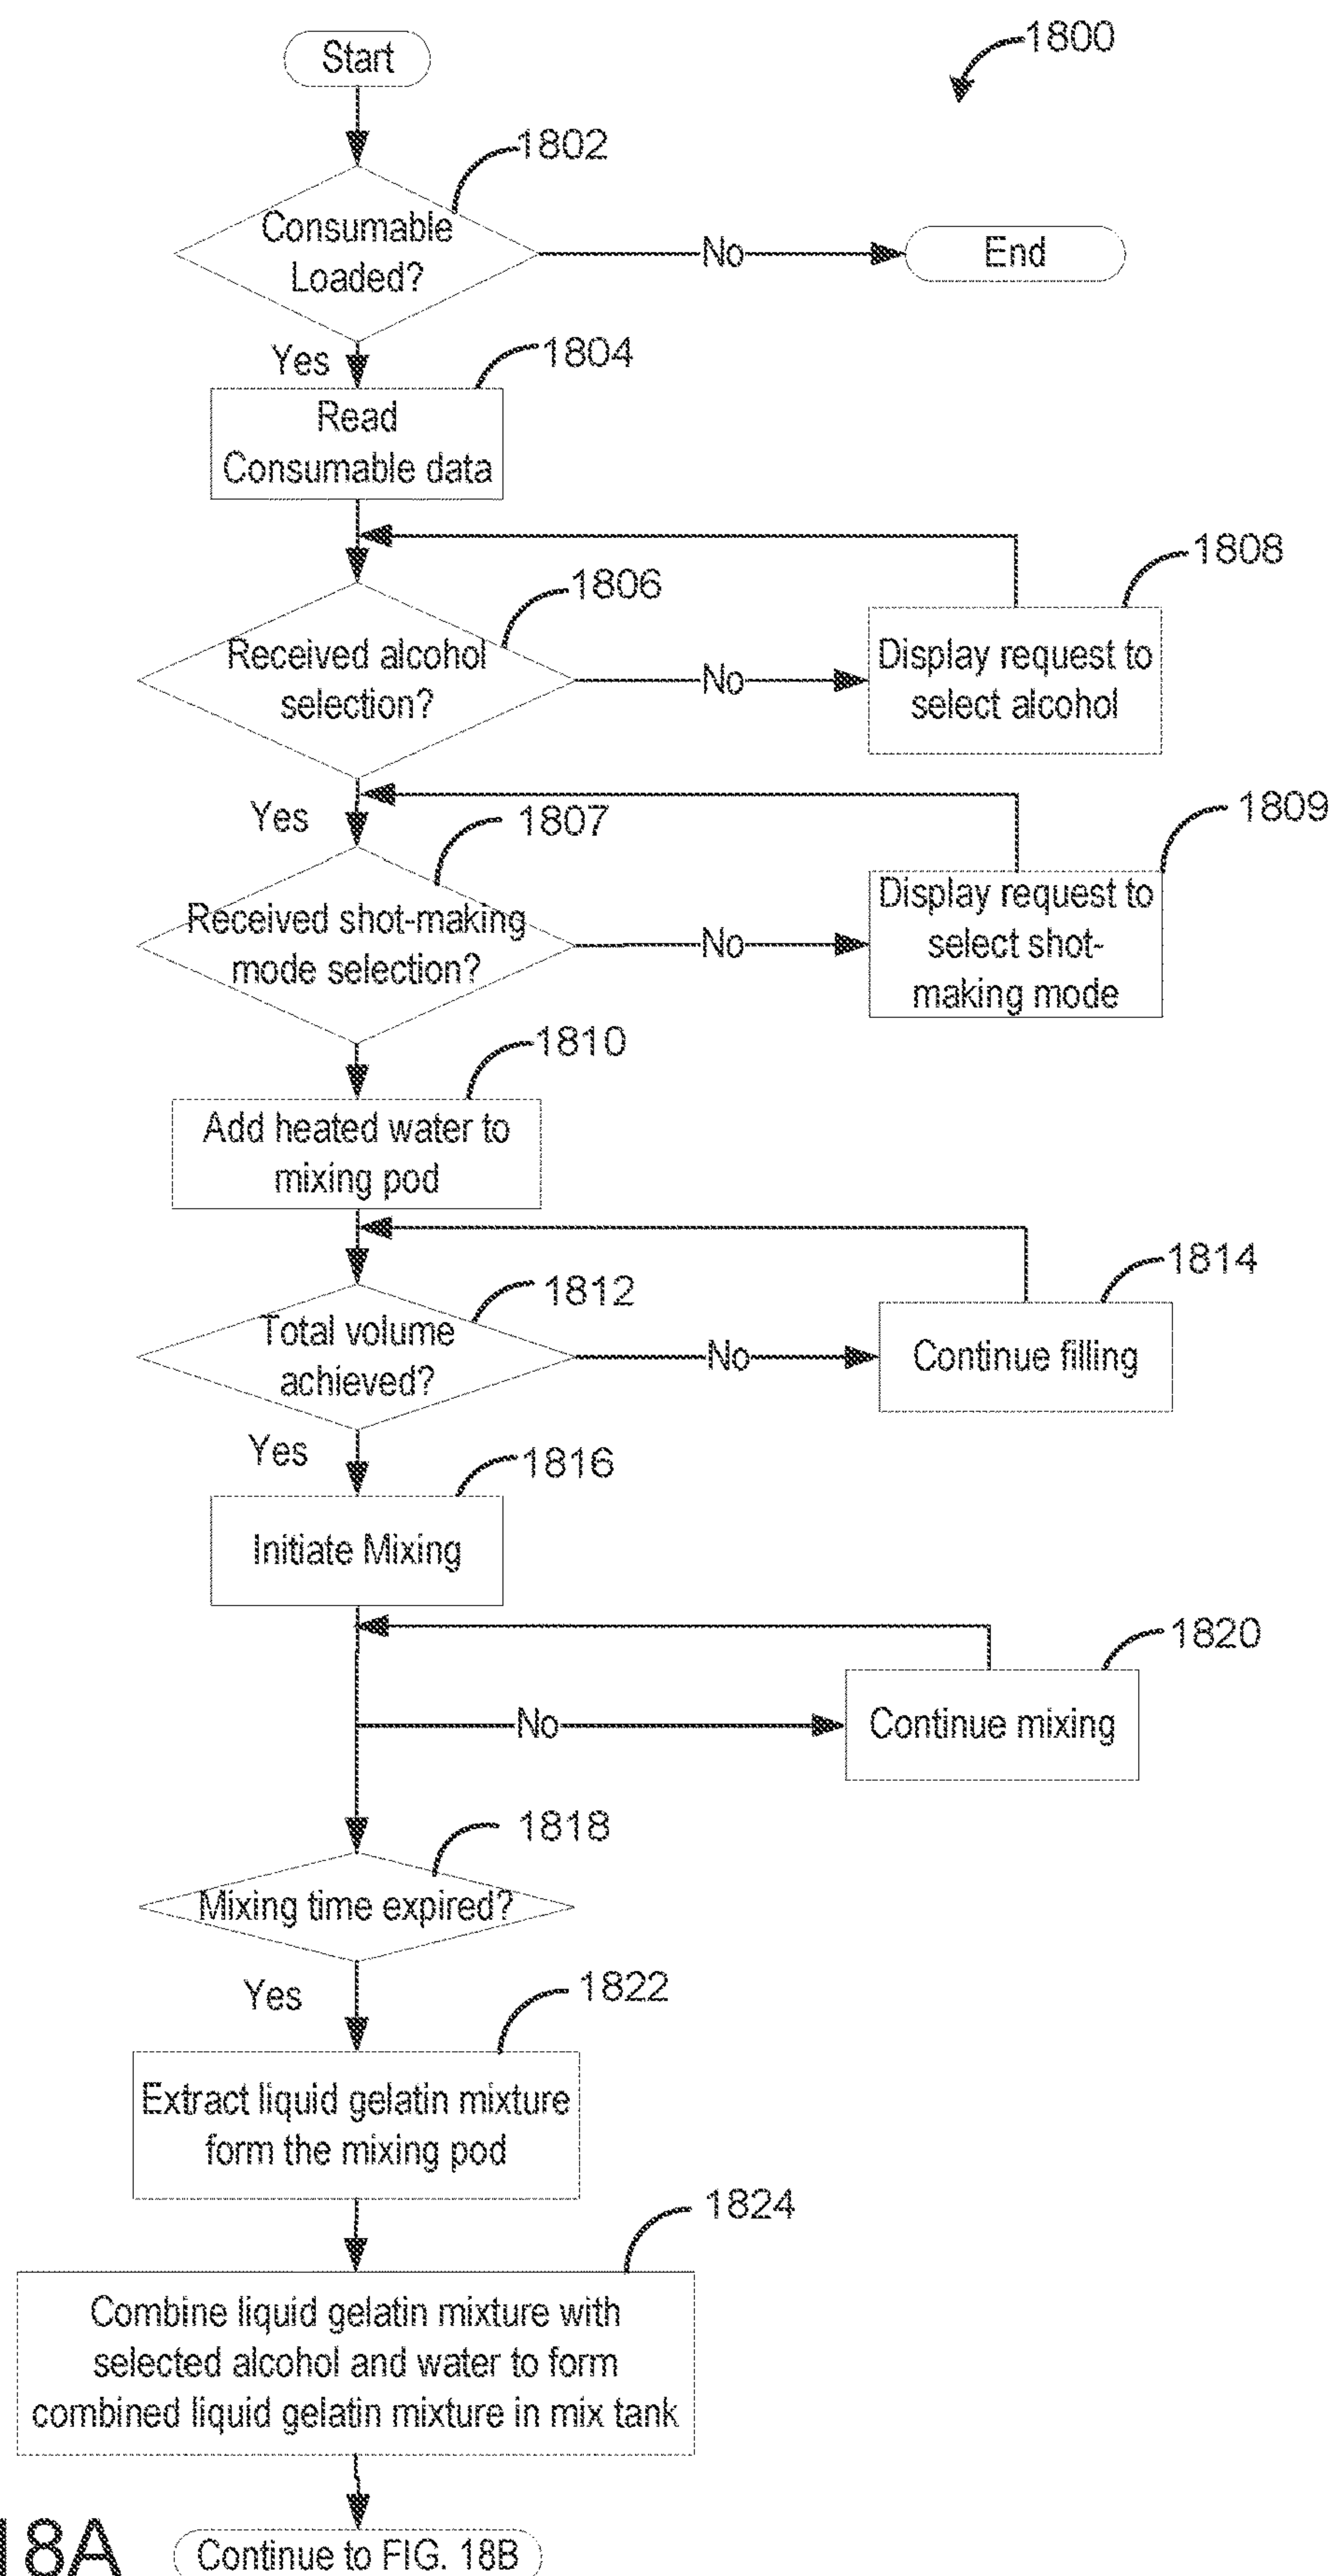 Start
1800
1802
Consumable
Loaded?
No
End
Yes
1804
Read
Consumable data
1806
Received alcohol
selection?
No
1808
Display request to
select alcohol
Yes
1807
Received shot-making
mode selection?
No
1809
Display request to
select shot-
making mode
1810
Add heated water to
mixing pod
1812
Total volume
achieved?
No
1814
Continue filling
Yes
1816
Initiate Mixing
1820
No
Continue mixing
1818
Mixing time expired?
Yes
1822
Extract liquid gelatin mixture
form the mixing pod
1824
Combine liquid gelatin mixture with
selected alcohol and water to form
combined liquid gelatin mixture in mix tank
18A
Continue to FIG. 18B